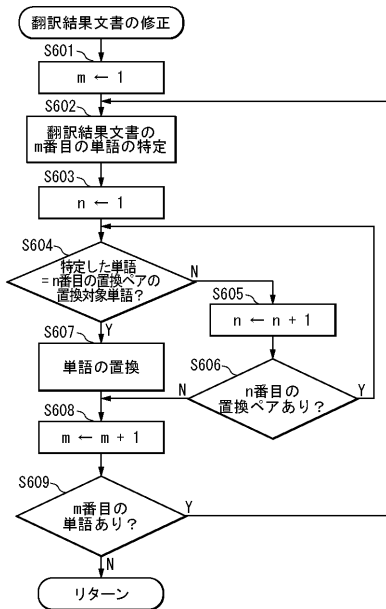 翻訳結果文書の修正
S601
m ← 1
S602
翻訳結果文書の
m番目の単語の特定
S603
n ← 1
S604
特定した単語
=n番目の置換ペアの
置換対象単語?
N
Y
S605
n ← n + 1
S606
n番目の
置換ペアあり?
N
Y
S607
単語の置換
S608
m ← m + 1
S609
m番目の
単語あり?
Y
N
リターン